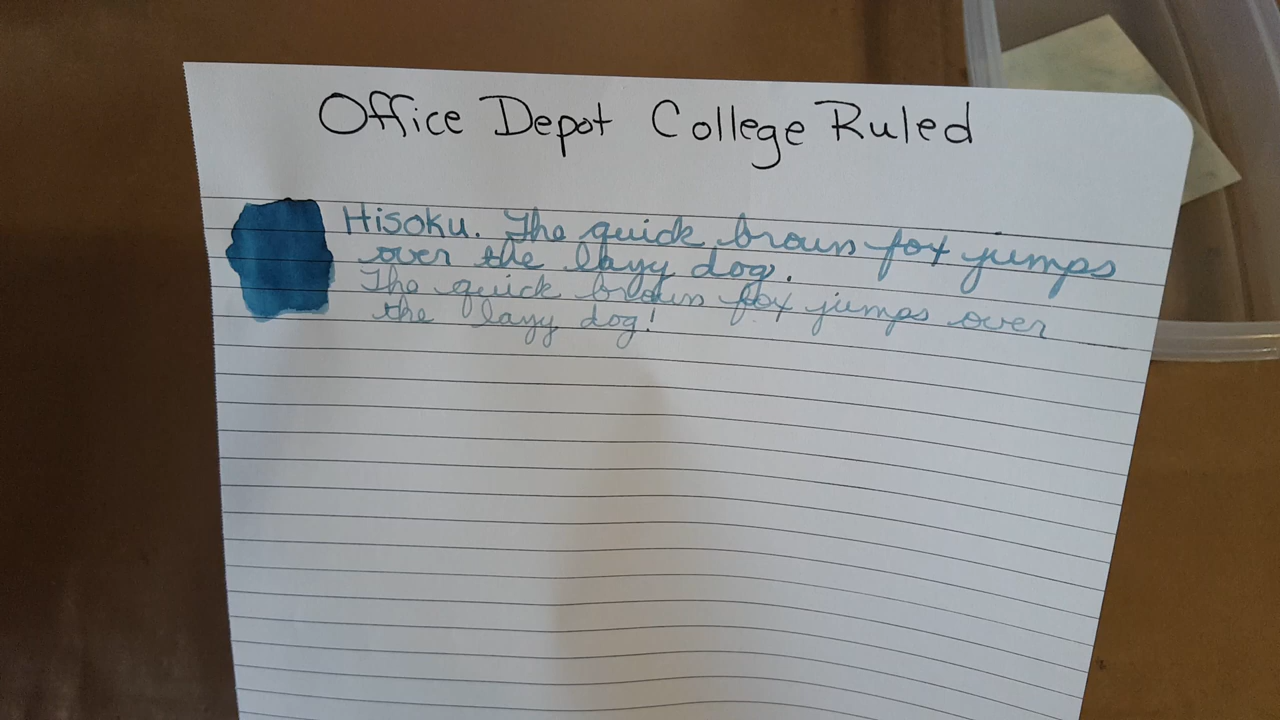 Office Depot College Ruled
Hisoku. The quick brown fox jumps
over the lazy dog.
The quick brown fox jumps over
the lazy dog!